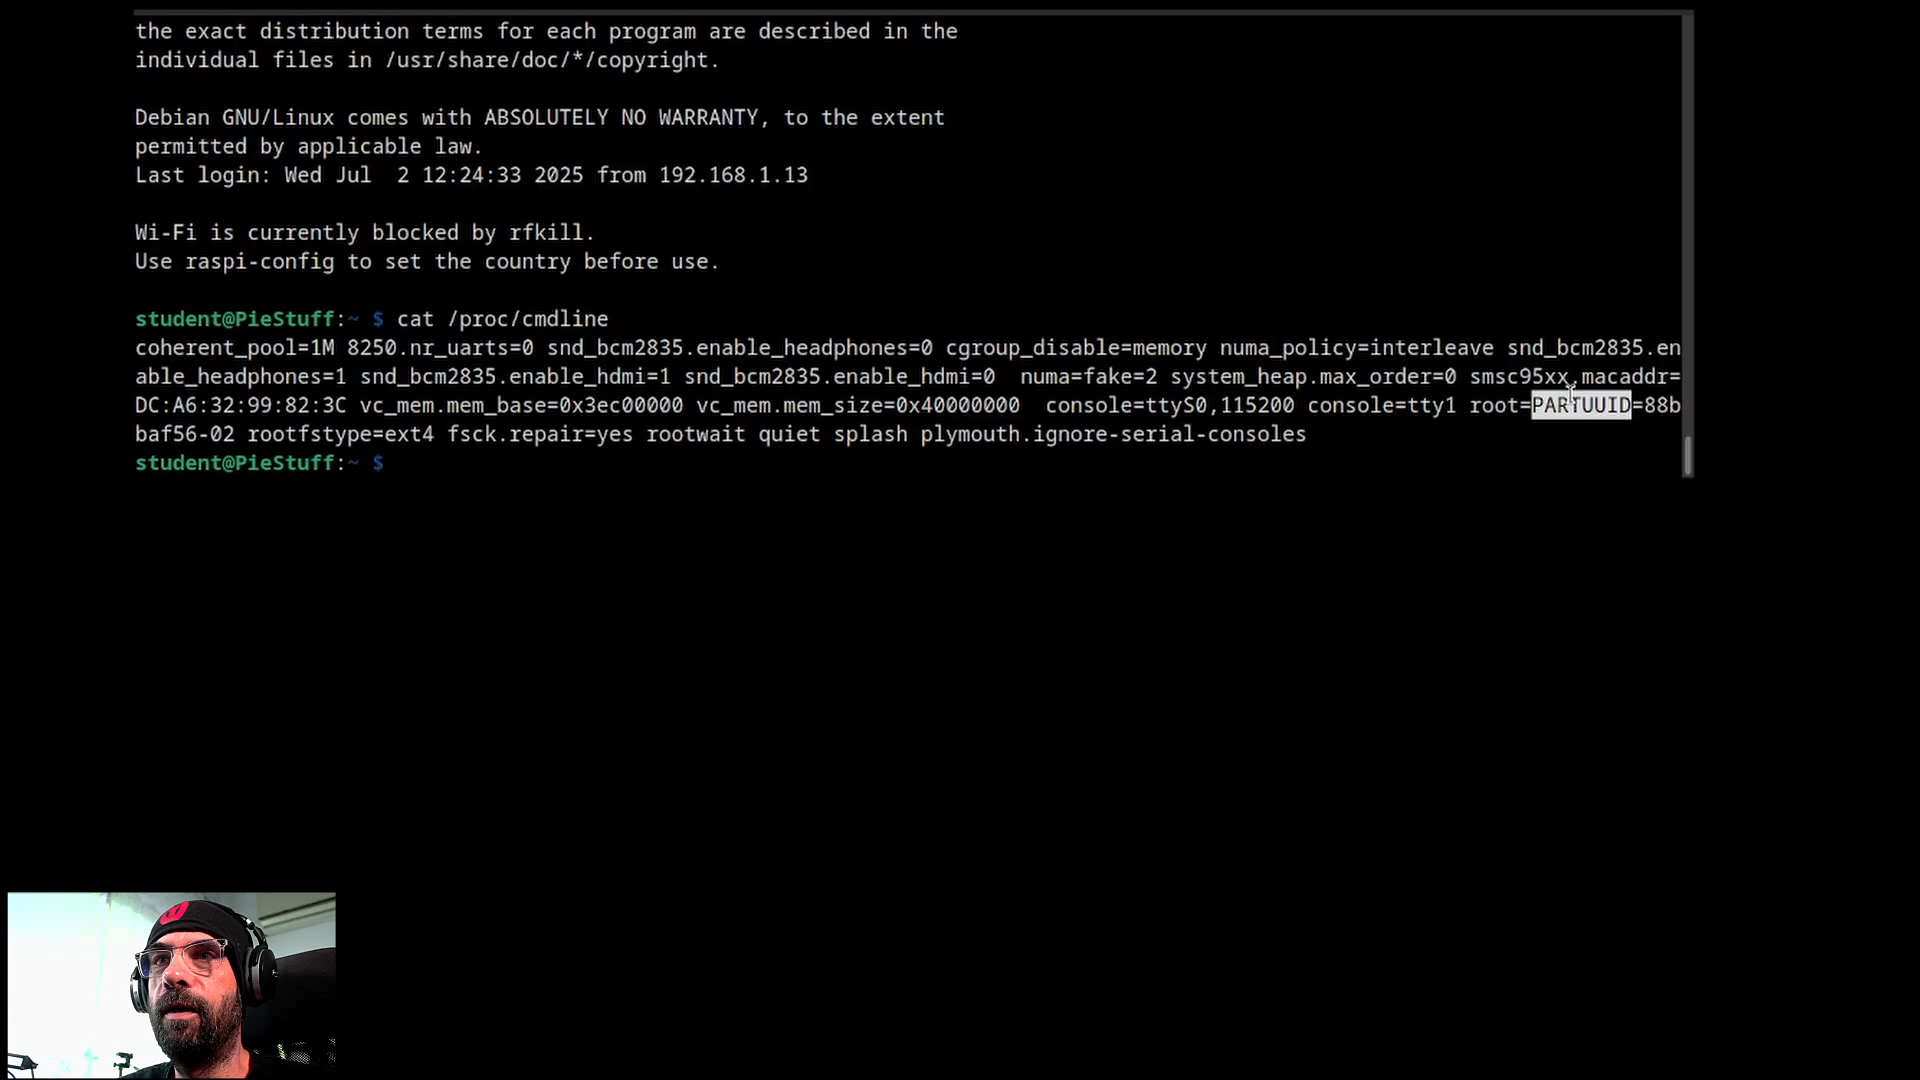 the exact distribution terms for each program are described in the
individual files in /usr/share/doc/*/copyright.
Debian GNU/Linux comes with ABSOLUTELY NO WARRANTY, to the extent
permitted by applicable law.
Last login: Wed Jul  2 12:24:33 2025 from 192.168.1.13
Wi-Fi is currently blocked by rfkill.
Use raspi-config to set the country before use.
student@PieStuff:~ $ cat /proc/cmdline
coherent_pool=1M 8250.nr_uarts=0 snd_bcm2835.enable_headphones=0 cgroup_disable=memory numa_policy=interleave snd_bcm2835.en
able_headphones=1 snd_bcm2835.enable_hdmi=1 snd_bcm2835.enable_hdmi=0  numa=fake=2 system_heap.max_order=0 smsc95xx.macaddr=
DC:A6:32:99:82:3C vc_mem.mem_base=0x3ec00000 vc_mem.mem_size=0x40000000  console=ttyS0,115200 console=tty1 root=PARTUUID=88b
baf56-02 rootfstype=ext4 fsck.repair=yes rootwait quiet splash plymouth.ignore-serial-consoles
student@PieStuff:~ $